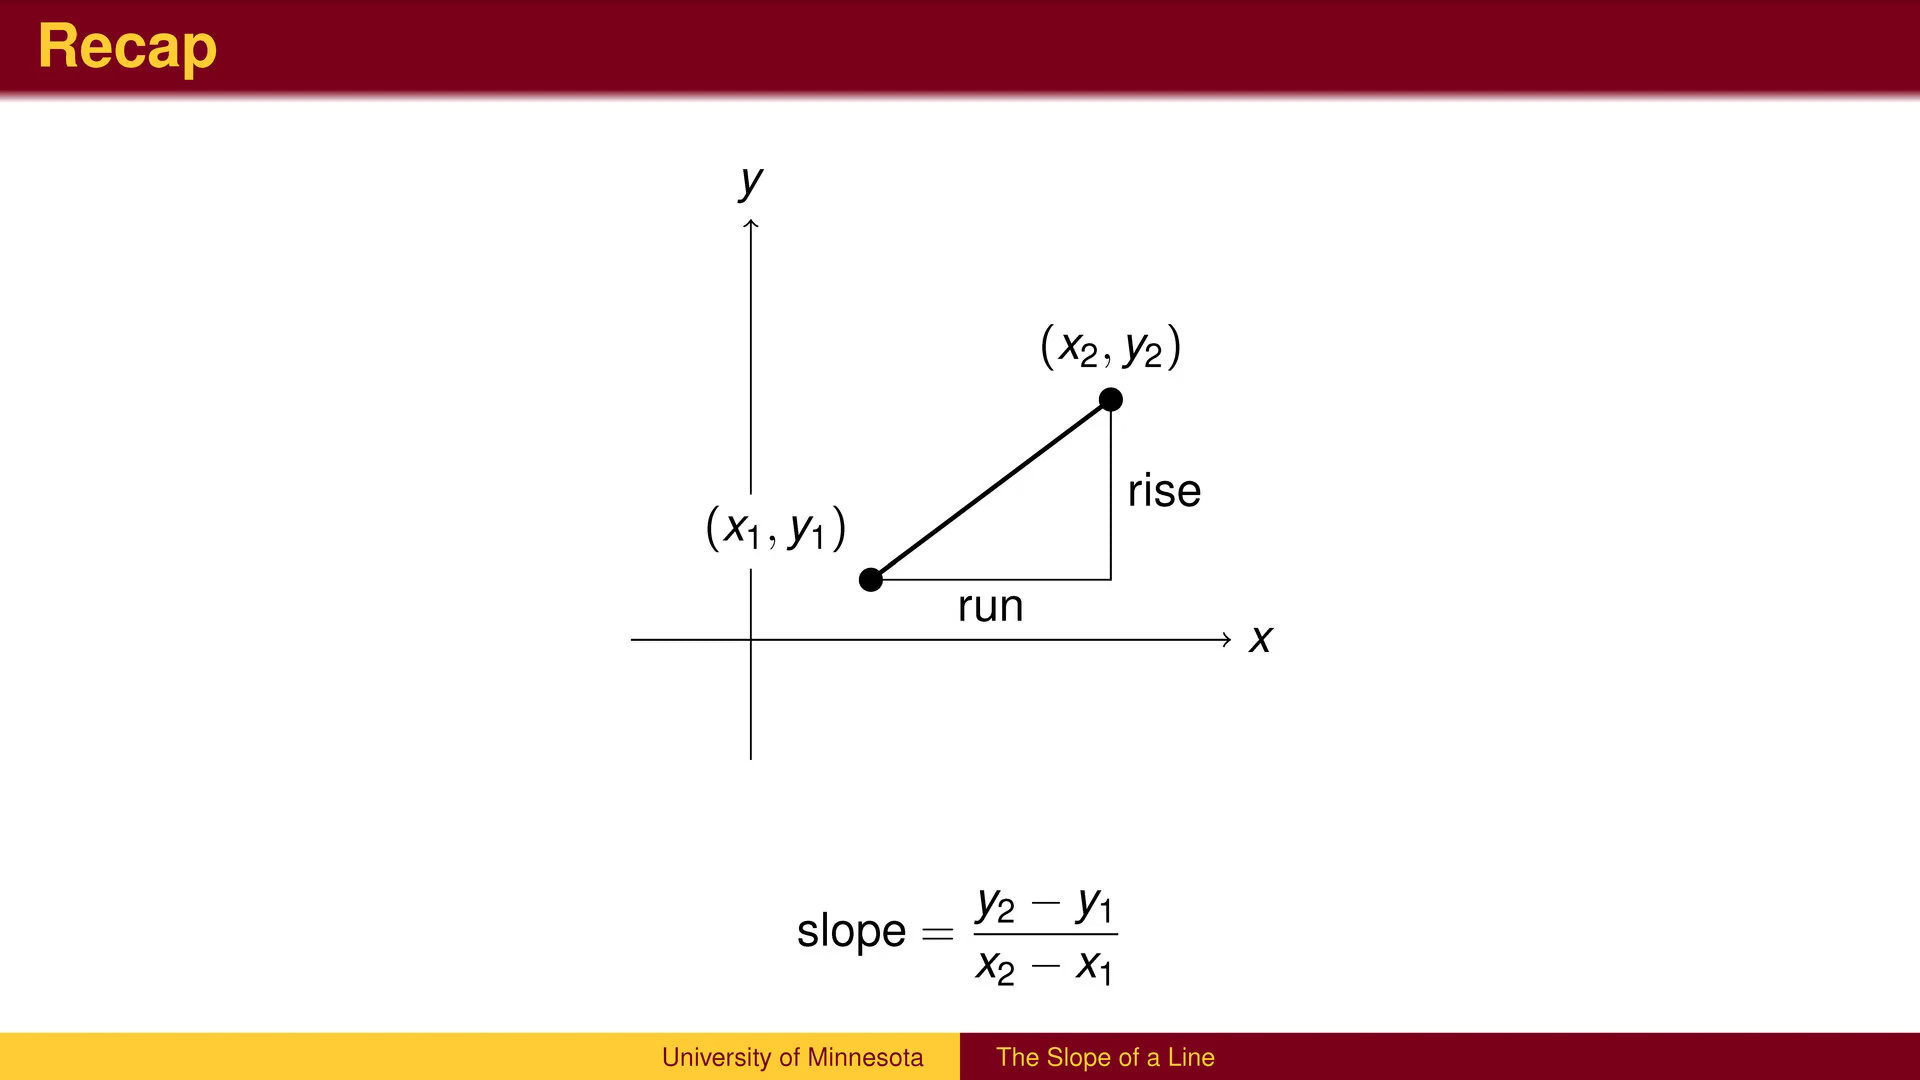 Recap
y
(x₂, y₂)
rise
(x₁, y₁)
run
x
slope = (y₂ − y₁) / (x₂ − x₁)
University of Minnesota
The Slope of a Line